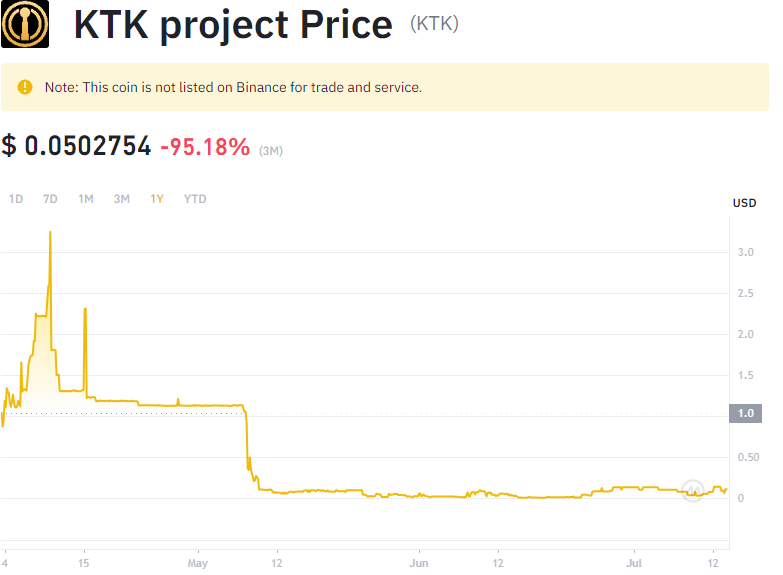 KTK project Price (KTK)
Note: This coin is not listed on Binance for trade and service.
$ 0.0502754 -95.18% (3M)
1D 7D 1M 3M 1Y YTD
USD
3.0
2.5
2.0
1.5
1.0
0.50
0
4 15 May 12 Jun 12 Jul 12